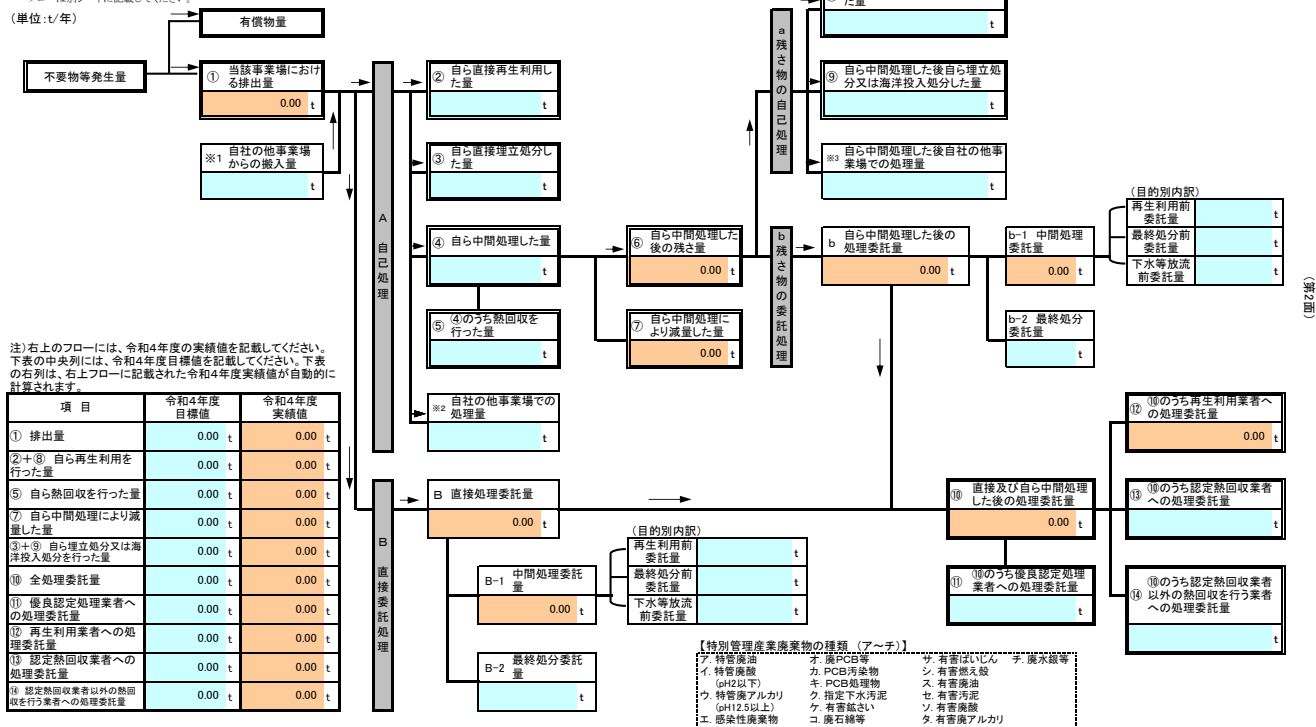 (単位:t/年)
有償物量
不要物等発生量
① 当該事業場におけ
る排出量
0.00 t
※1 自社の他事業場
からの搬入量
t
A 自己処理
② 自ら直接再生利用し
た量
t
③ 自ら直接埋立処分し
た量
t
④ 自ら中間処理した量
t
⑤ ④のうち熱回収を
行った量
t
※2 自社の他事業場での
処理量
t
⑥ 自ら中間処理した
後の残さ量
0.00 t
⑦ 自ら中間処理に
より減量した量
0.00 t
a 残さ物の自己処理
た量
t
⑨ 自ら中間処理した後自ら埋立処
分又は海洋投入処分した量
t
※3 自ら中間処理した後自社の他事
業場での処理量
t
b 残さ物の委託処理
b 自ら中間処理した後の
処理委託量
0.00 t
b-1 中間処理
委託量
0.00 t
(目的別内訳)
再生利用前
委託量
t
最終処分前
委託量
t
下水等放流
前委託量
t
b-2 最終処分
委託量
t
(第2面)
注)右上のフローには、令和4年度の実績値を記載してください。
下表の中央列には、令和4年度目標値を記載してください。下表
の右列は、右上フローに記載された令和4年度実績値が自動的に
計算されます。
項 目 令和4年度
目標値 令和4年度
実績値
① 排出量 0.00 t 0.00 t
②+⑧ 自ら再生利用を
行った量 0.00 t 0.00 t
⑤ 自ら熱回収を行った量 0.00 t 0.00 t
⑦ 自ら中間処理により減
量した量 0.00 t 0.00 t
③+⑨ 自ら埋立処分又は海
洋投入処分を行った量 0.00 t 0.00 t
⑩ 全処理委託量 0.00 t 0.00 t
⑪ 優良認定処理業者へ
の処理委託量 0.00 t 0.00 t
⑫ 再生利用業者への処
理委託量 0.00 t 0.00 t
⑬ 認定熱回収業者への
処理委託量 0.00 t 0.00 t
⑭ 認定熱回収業者以外の熱回
収を行う業者への処理委託量 0.00 t 0.00 t
B 直接委託処理
B 直接処理委託量
0.00 t
B-1 中間処理委託
量
0.00 t
(目的別内訳)
再生利用前
委託量
t
最終処分前
委託量
t
下水等放流
前委託量
t
B-2 最終処分委託
量
t
⑩ 直接及び自ら中間処理
した後の処理委託量
0.00 t
⑪ ⑩のうち優良認定処理
業者への処理委託量
t
⑫ ⑩のうち再生利用業者へ
の処理委託量
0.00 t
⑬ ⑩のうち認定熱回収業者
への処理委託量
t
⑭ ⑩のうち認定熱回収業者
以外の熱回収を行う業者
への処理委託量
t
【特別管理産業廃棄物の種類 (ア~チ)】
ア. 特管廃油 オ. 廃PCB等 サ. 有害ばいじん チ. 廃水銀等
イ. 特管廃酸 カ. PCB汚染物 シ. 有害燃え殻
(pH2以下) キ. PCB処理物 ス. 有害廃油
ウ. 特管廃アルカリ ク. 指定下水汚泥 セ. 有害汚泥
(pH12.5以上) ケ. 有害鉱さい ソ. 有害廃酸
エ. 感染性廃棄物 コ. 廃石綿等 タ. 有害廃アルカリ